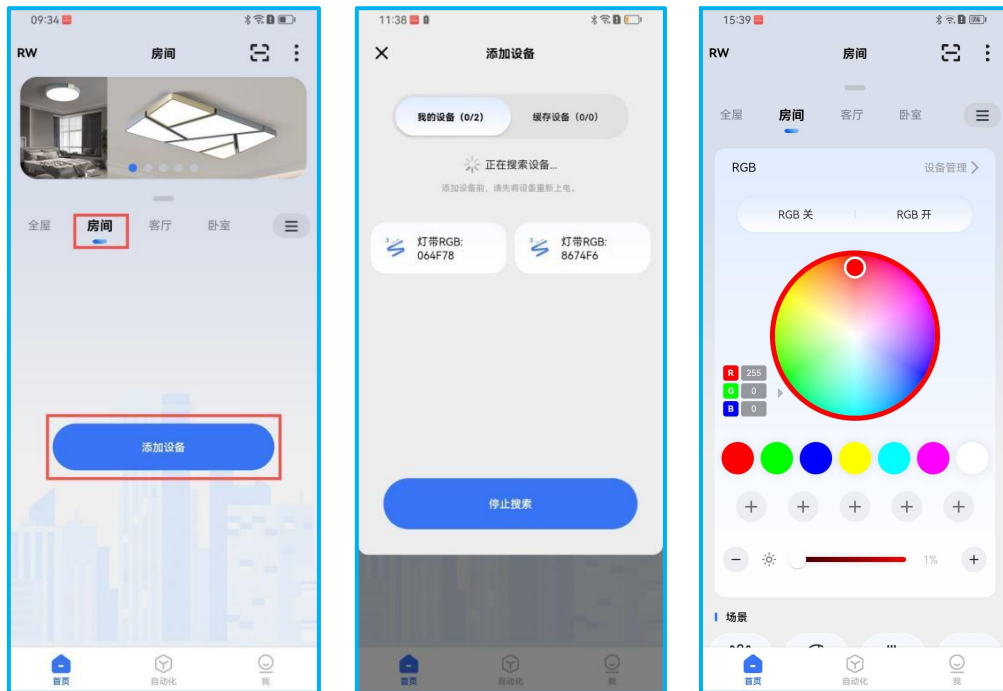 09:34
RW
房间
全屋
房间
客厅
卧室
添加设备
首页
自动化
我
11:38
添加设备
我的设备（0/2）
缓存设备（0/0）
正在搜索设备...
添加设备前，请先将设备重新上电。
灯带RGB:
064F78
灯带RGB:
8674F6
停止搜索
首页
自动化
我
15:39
RW
房间
全屋
房间
客厅
卧室
RGB
设备管理
RGB 关
RGB 开
R 255
G 0
B 0
1%
场景
首页
自动化
我